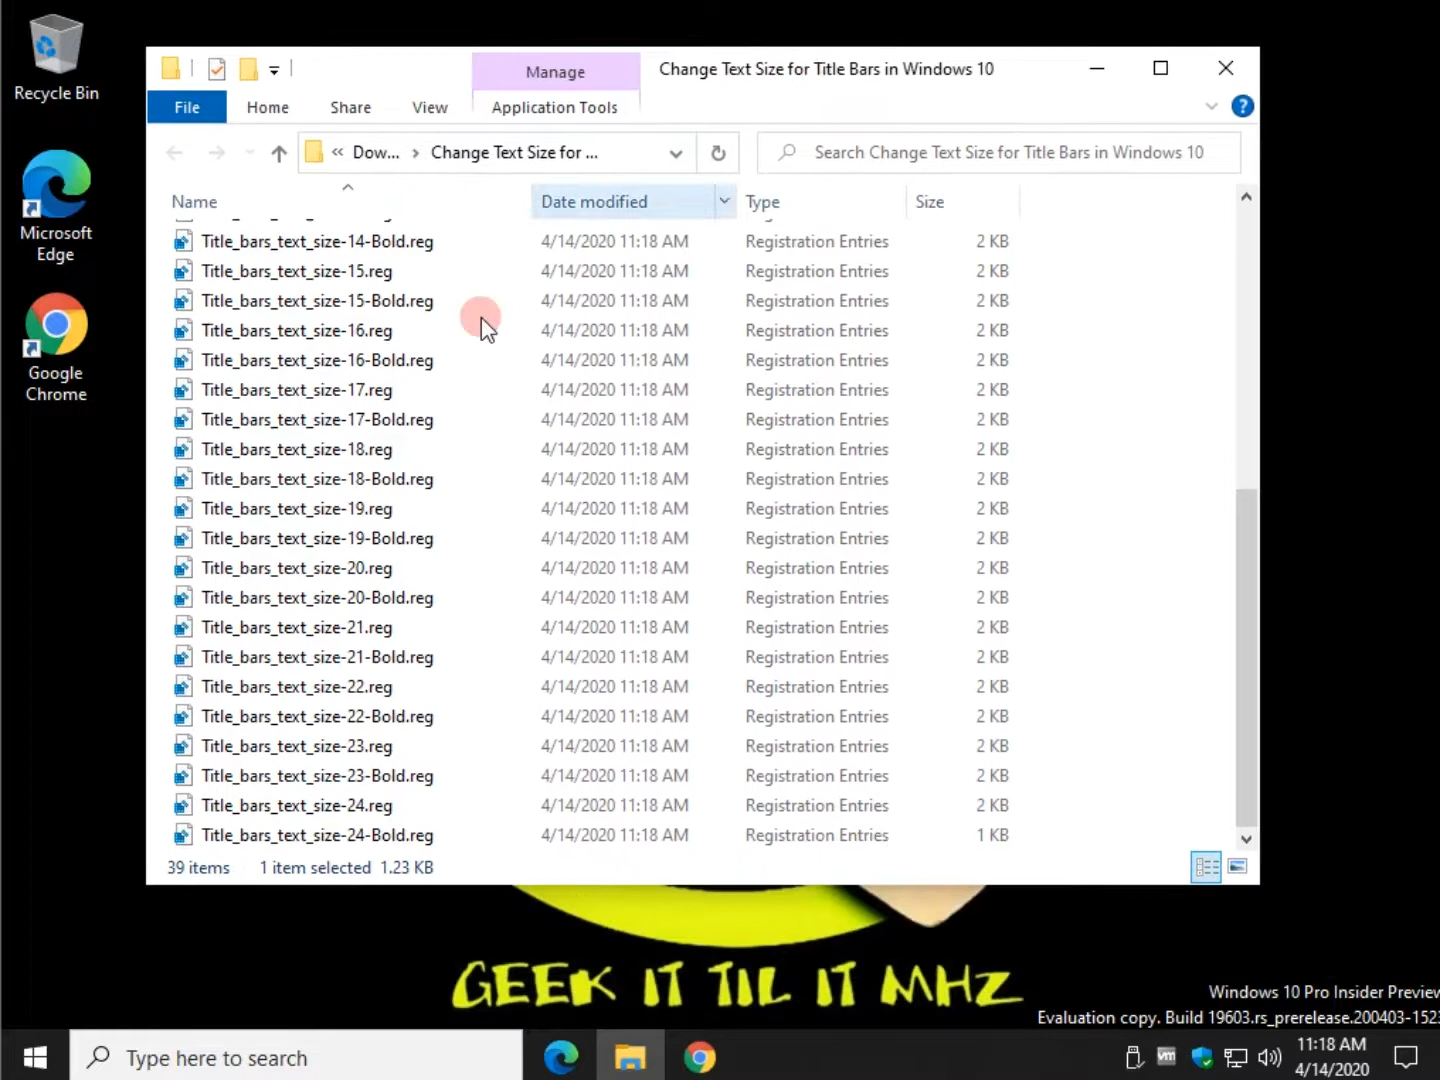 Recycle Bin
Microsoft
Edge
Google
Chrome
Manage
Change Text Size for Title Bars in Windows 10
File
Home
Share
View
Application Tools
« Dow... › Change Text Size for ...
Search Change Text Size for Title Bars in Windows 10
Name Date modified Type Size
Title_bars_text_size-14-Bold.reg 4/14/2020 11:18 AM Registration Entries 2 KB
Title_bars_text_size-15.reg 4/14/2020 11:18 AM Registration Entries 2 KB
Title_bars_text_size-15-Bold.reg 4/14/2020 11:18 AM Registration Entries 2 KB
Title_bars_text_size-16.reg 4/14/2020 11:18 AM Registration Entries 2 KB
Title_bars_text_size-16-Bold.reg 4/14/2020 11:18 AM Registration Entries 2 KB
Title_bars_text_size-17.reg 4/14/2020 11:18 AM Registration Entries 2 KB
Title_bars_text_size-17-Bold.reg 4/14/2020 11:18 AM Registration Entries 2 KB
Title_bars_text_size-18.reg 4/14/2020 11:18 AM Registration Entries 2 KB
Title_bars_text_size-18-Bold.reg 4/14/2020 11:18 AM Registration Entries 2 KB
Title_bars_text_size-19.reg 4/14/2020 11:18 AM Registration Entries 2 KB
Title_bars_text_size-19-Bold.reg 4/14/2020 11:18 AM Registration Entries 2 KB
Title_bars_text_size-20.reg 4/14/2020 11:18 AM Registration Entries 2 KB
Title_bars_text_size-20-Bold.reg 4/14/2020 11:18 AM Registration Entries 2 KB
Title_bars_text_size-21.reg 4/14/2020 11:18 AM Registration Entries 2 KB
Title_bars_text_size-21-Bold.reg 4/14/2020 11:18 AM Registration Entries 2 KB
Title_bars_text_size-22.reg 4/14/2020 11:18 AM Registration Entries 2 KB
Title_bars_text_size-22-Bold.reg 4/14/2020 11:18 AM Registration Entries 2 KB
Title_bars_text_size-23.reg 4/14/2020 11:18 AM Registration Entries 2 KB
Title_bars_text_size-23-Bold.reg 4/14/2020 11:18 AM Registration Entries 2 KB
Title_bars_text_size-24.reg 4/14/2020 11:18 AM Registration Entries 2 KB
Title_bars_text_size-24-Bold.reg 4/14/2020 11:18 AM Registration Entries 1 KB
39 items 1 item selected 1.23 KB
GEEK IT TIL IT MHZ
Windows 10 Pro Insider Preview
Evaluation copy. Build 19603.rs_prerelease.200403-1523
Type here to search
vm
11:18 AM
4/14/2020